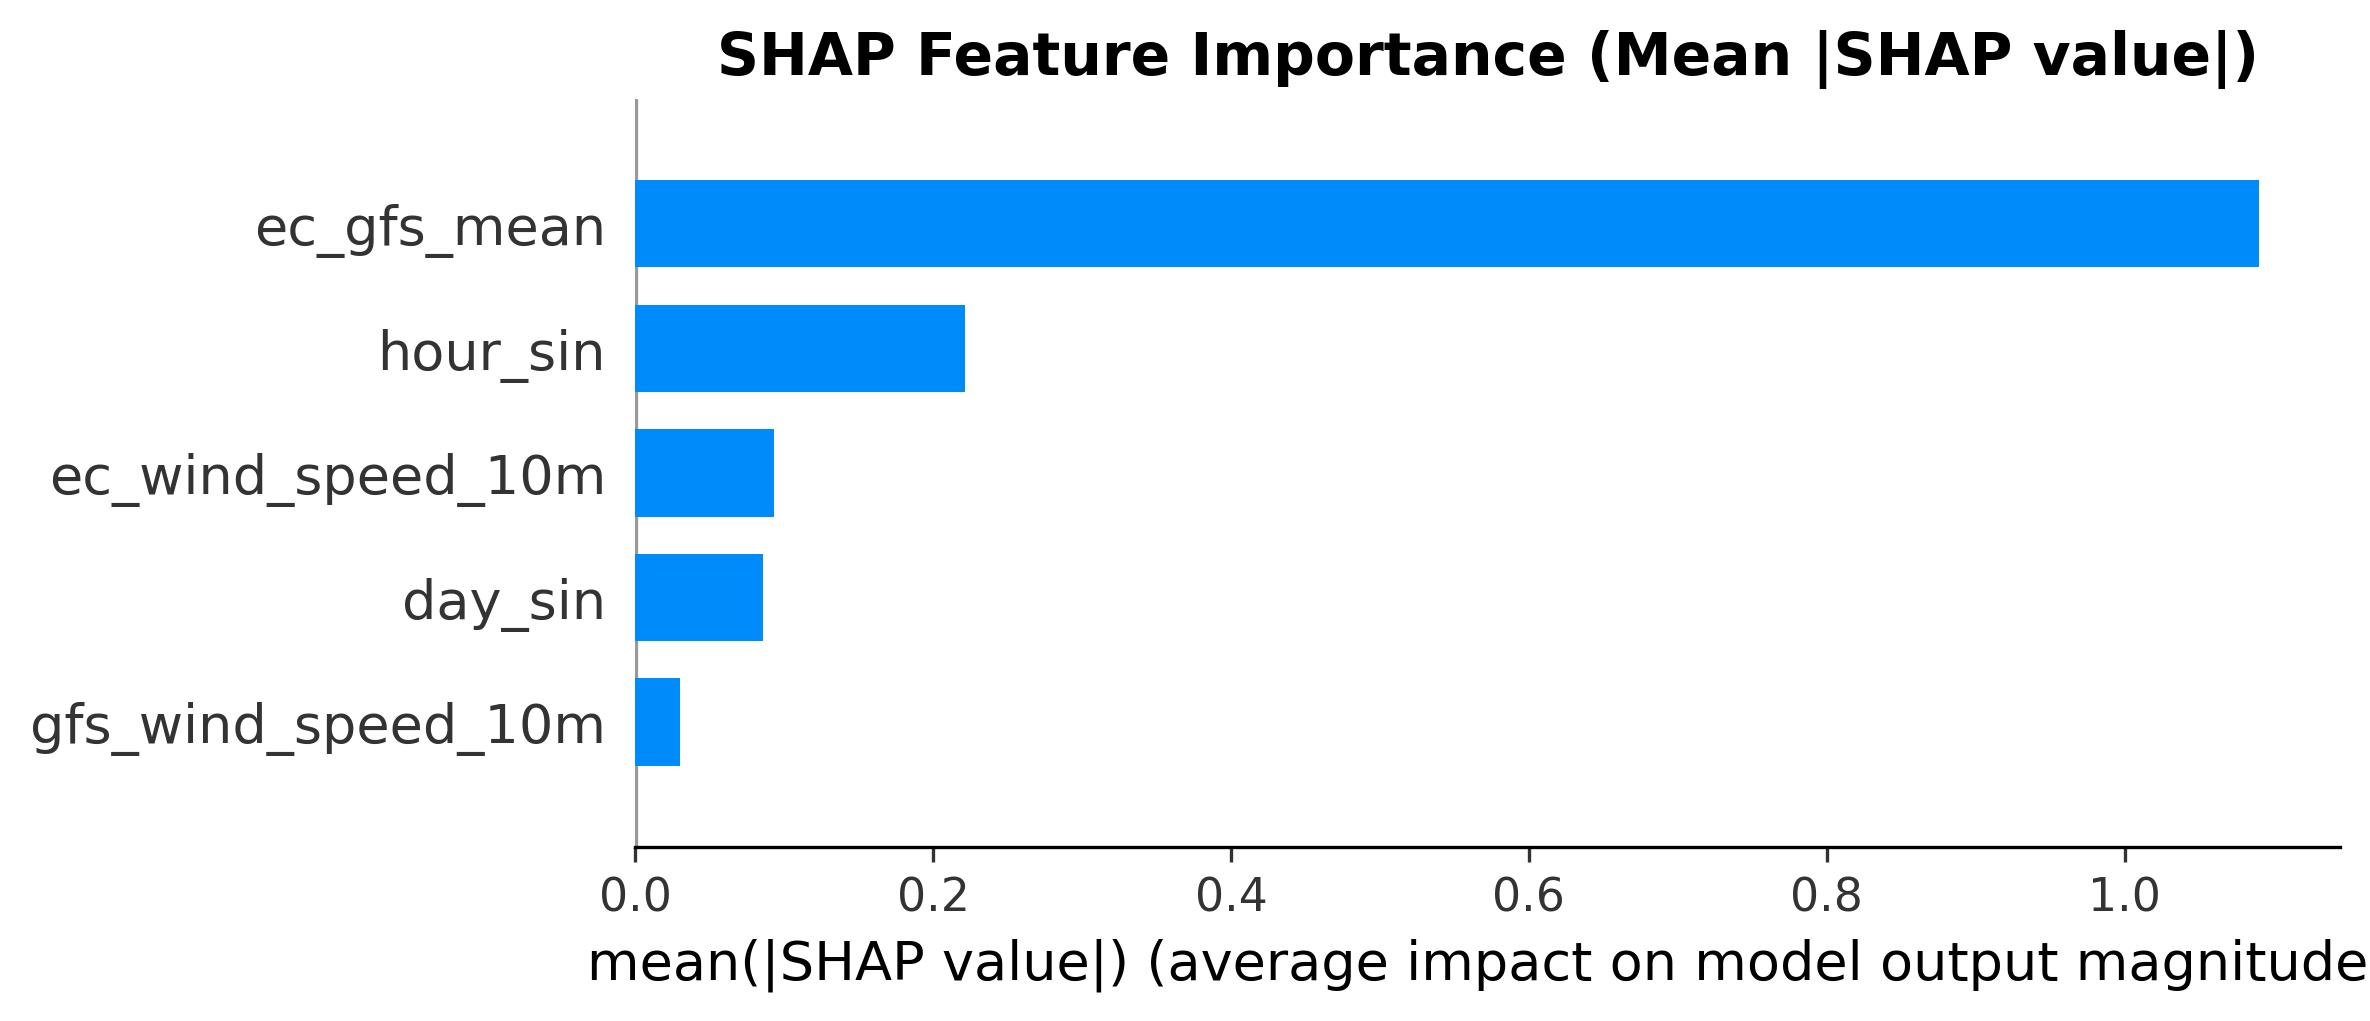 SHAP Feature Importance (Mean |SHAP value|)
ec_gfs_mean
hour_sin
ec_wind_speed_10m
day_sin
gfs_wind_speed_10m
0.0 0.2 0.4 0.6 0.8 1.0
mean(|SHAP value|) (average impact on model output magnitude